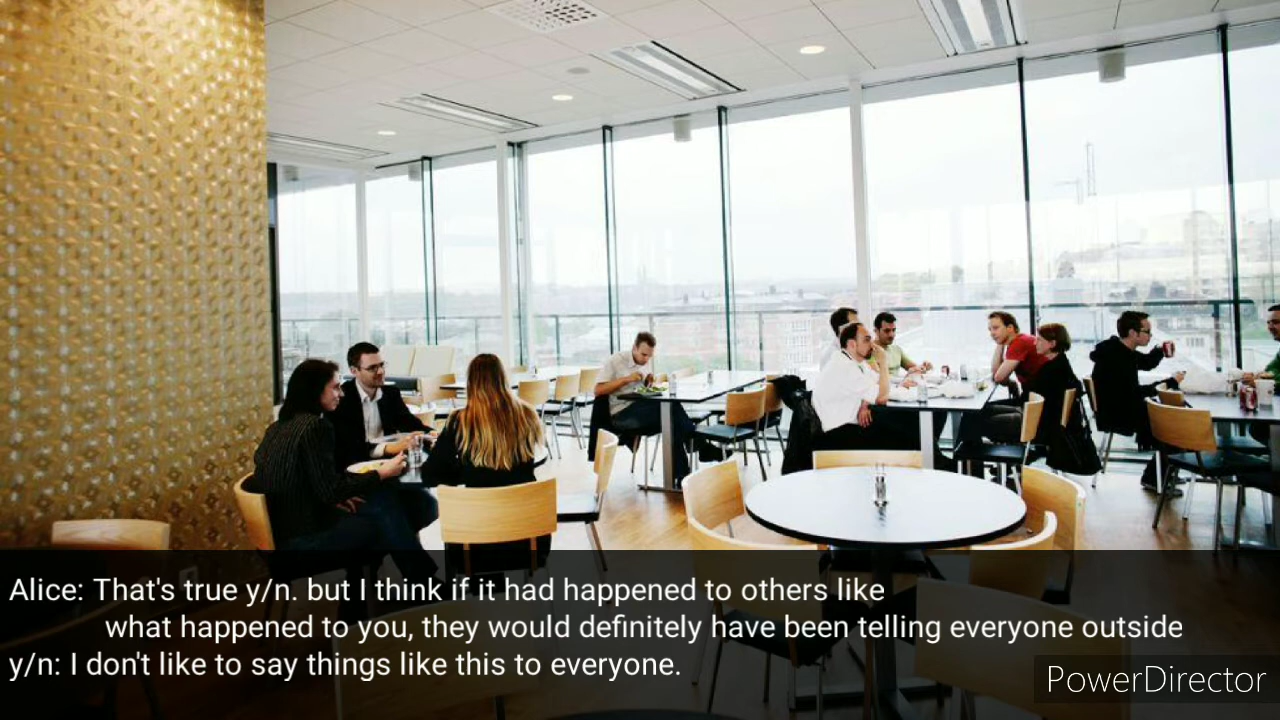 Alice: That's true y/n. but I think if it had happened to others like
what happened to you, they would definitely have been telling everyone outside
y/n: I don't like to say things like this to everyone.
PowerDirector